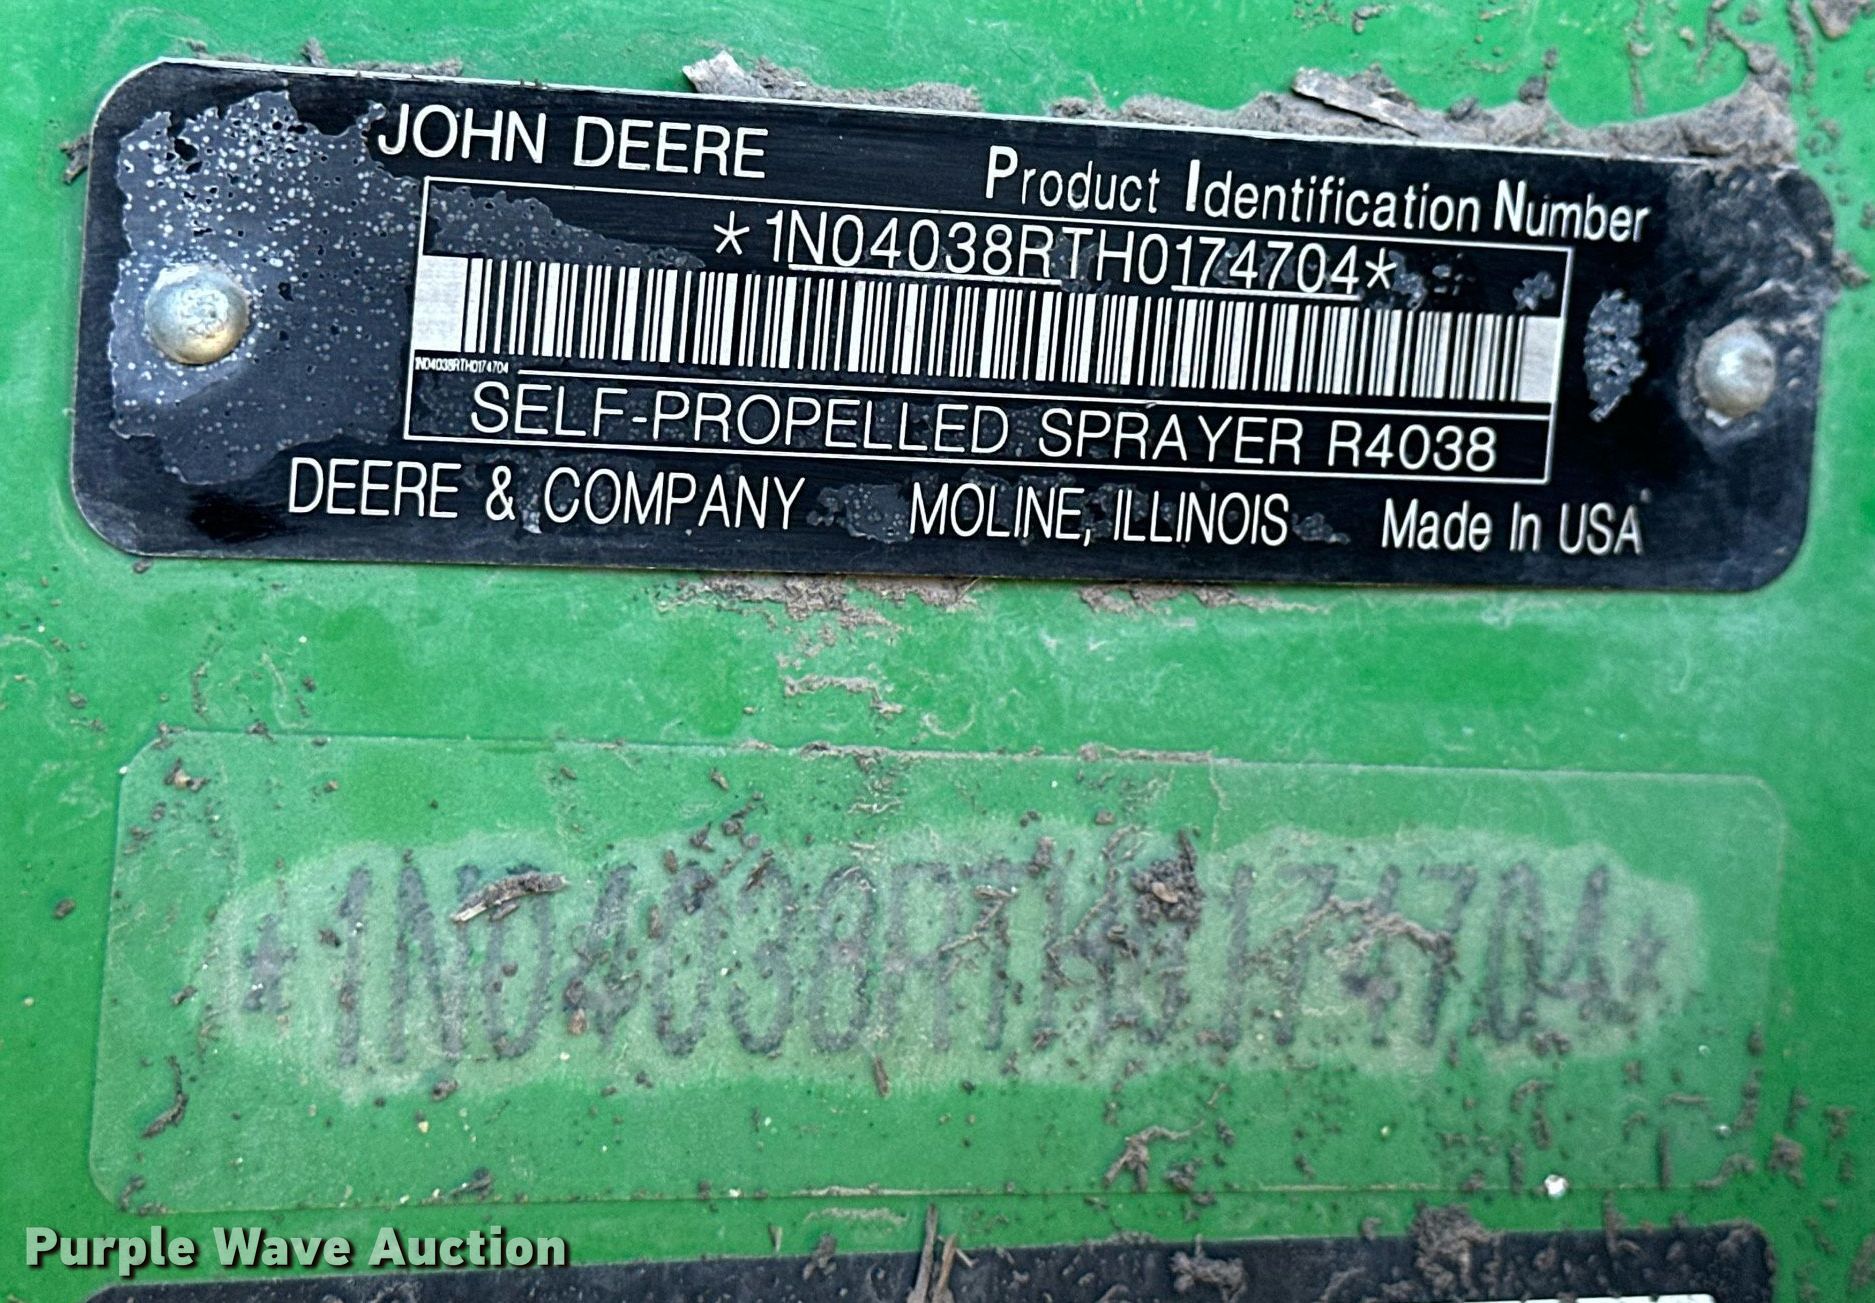 JOHN DEERE
Product Identification Number
*1N04038RTH0174704*
1N04038RTH0174704
SELF-PROPELLED SPRAYER R4038
DEERE & COMPANY MOLINE, ILLINOIS Made In USA
*1N04038RTH0174704*
Purple Wave Auction